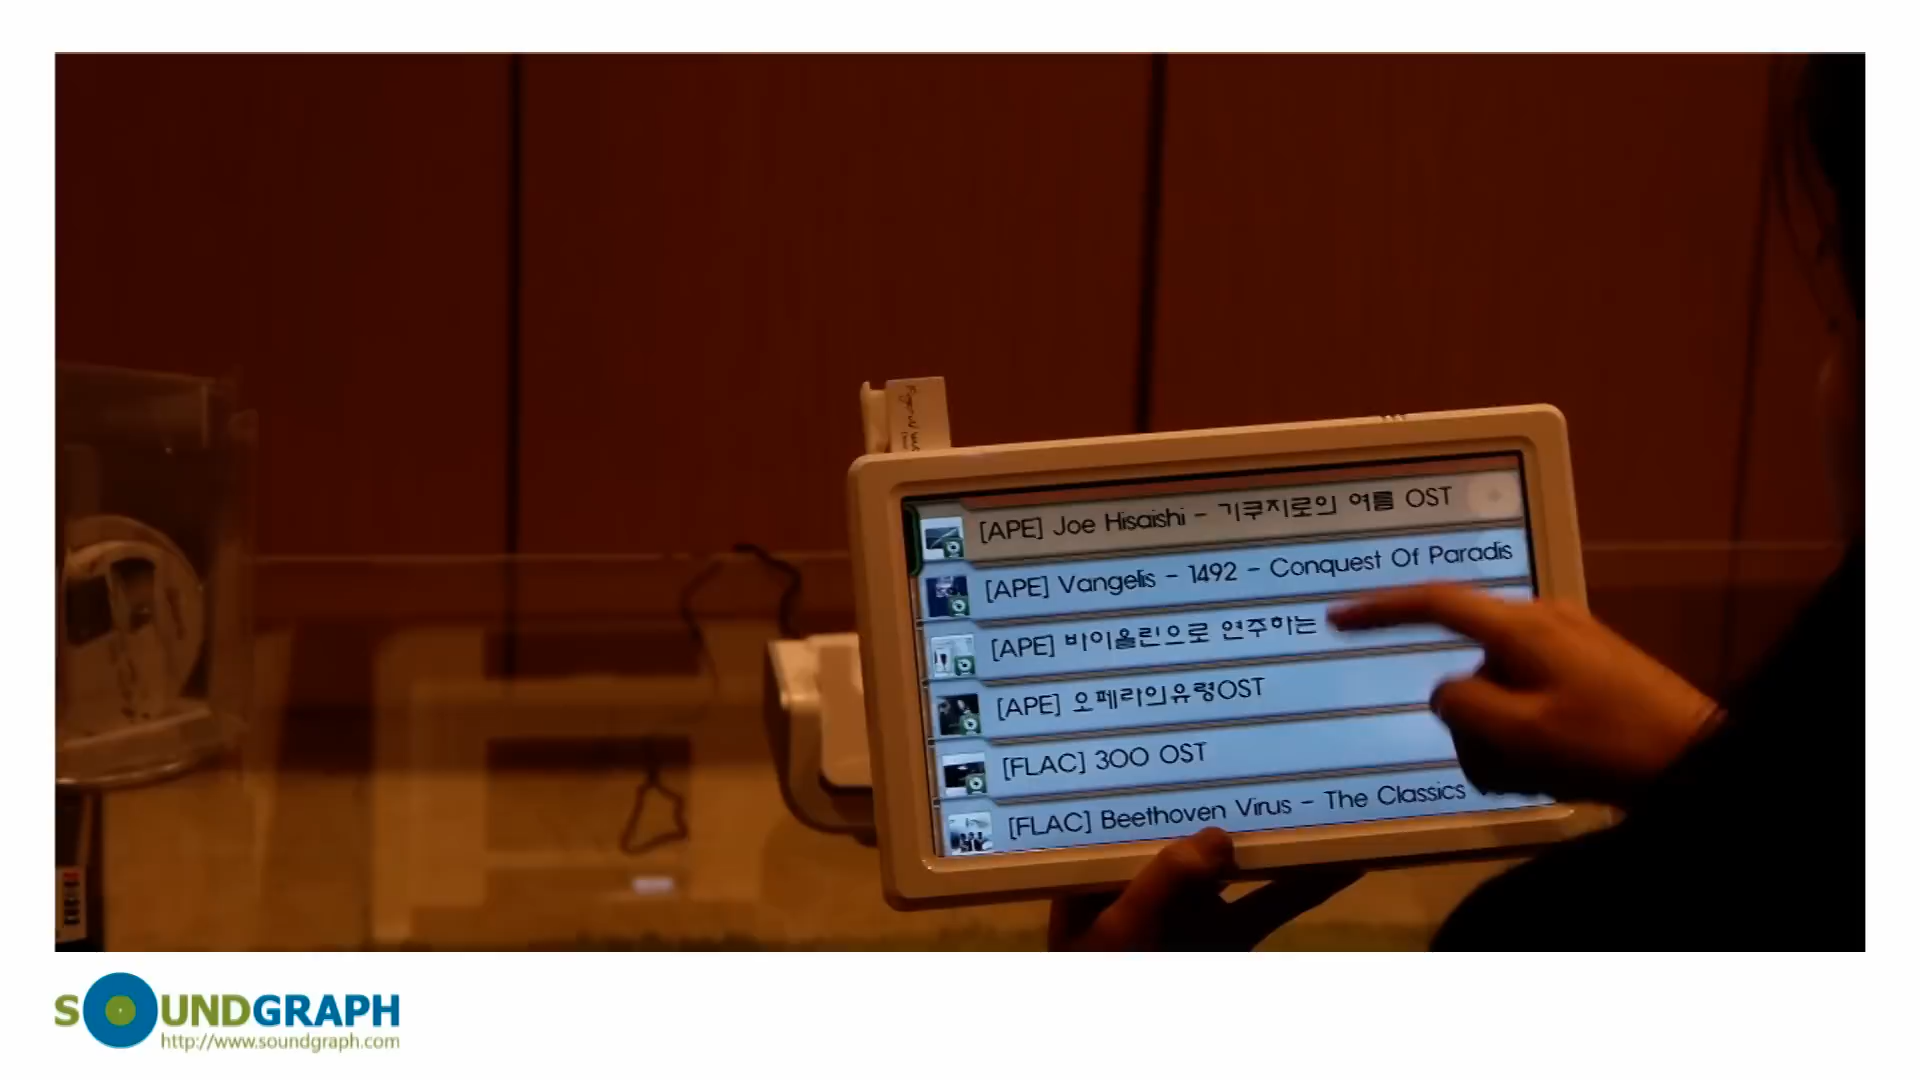 [APE] Joe Hisaishi - 기쿠지로의 여름 OST
[APE] Vangelis - 1492 - Conquest Of Paradis
[APE] 바이올린으로 연주하는
[APE] 오페라의유령OST
[FLAC] 300 OST
[FLAC] Beethoven Virus - The Classics
SOUNDGRAPH
http://www.soundgraph.com